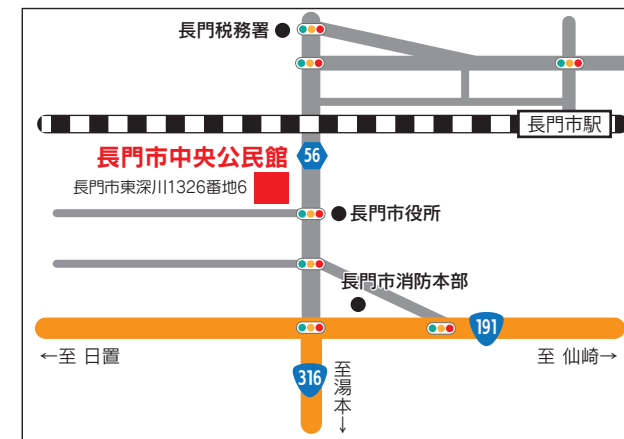 長門税務署
長門市駅
長門市中央公民館
56
長門市東深川1326番地6
長門市役所
長門市消防本部
191
←至 日置
至 仙崎→
316
至湯本→